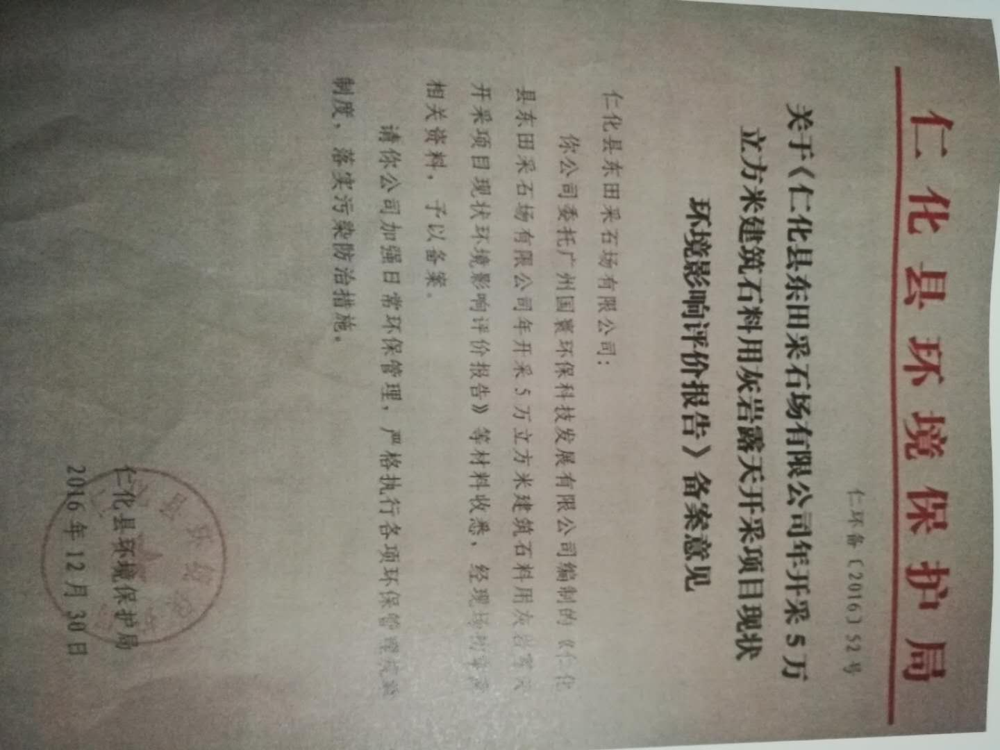 仁化县环境保护局
仁环备〔2016〕52号
关于《仁化县东田采石场有限公司年开采5万
立方米建筑石料用灰岩露天开采项目现状
环境影响评价报告》备案意见
仁化县东田采石场有限公司：
你公司委托广州国寰环保科技发展有限公司编制的《仁化
县东田采石场有限公司年开采5万立方米建筑石料用灰岩露天
开采项目现状环境影响评价报告》等材料收悉，经现场
相关资料，予以备案。
请你公司加强日常环保管理，严格执行各项环保管理
制度，落实污染防治措施。
仁化县环境保护局
2016年12月30日